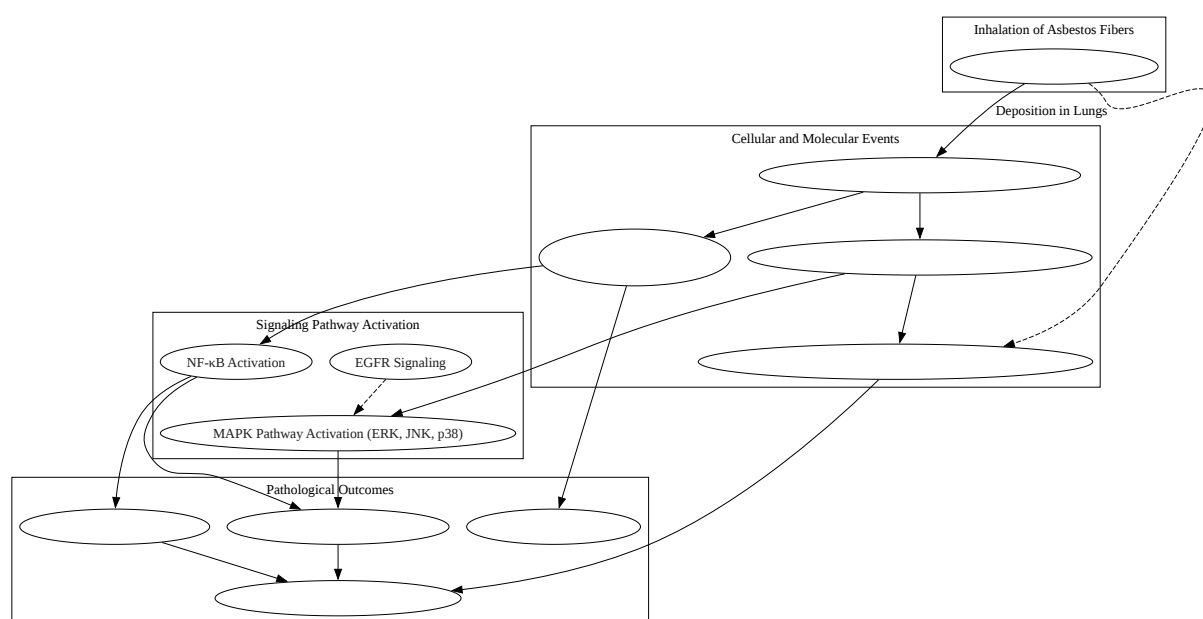 Inhalation of Asbestos Fibers
Deposition in Lungs
Cellular and Molecular Events
Signaling Pathway Activation
NF-κB Activation
EGFR Signaling
MAPK Pathway Activation (ERK, JNK, p38)
Pathological Outcomes